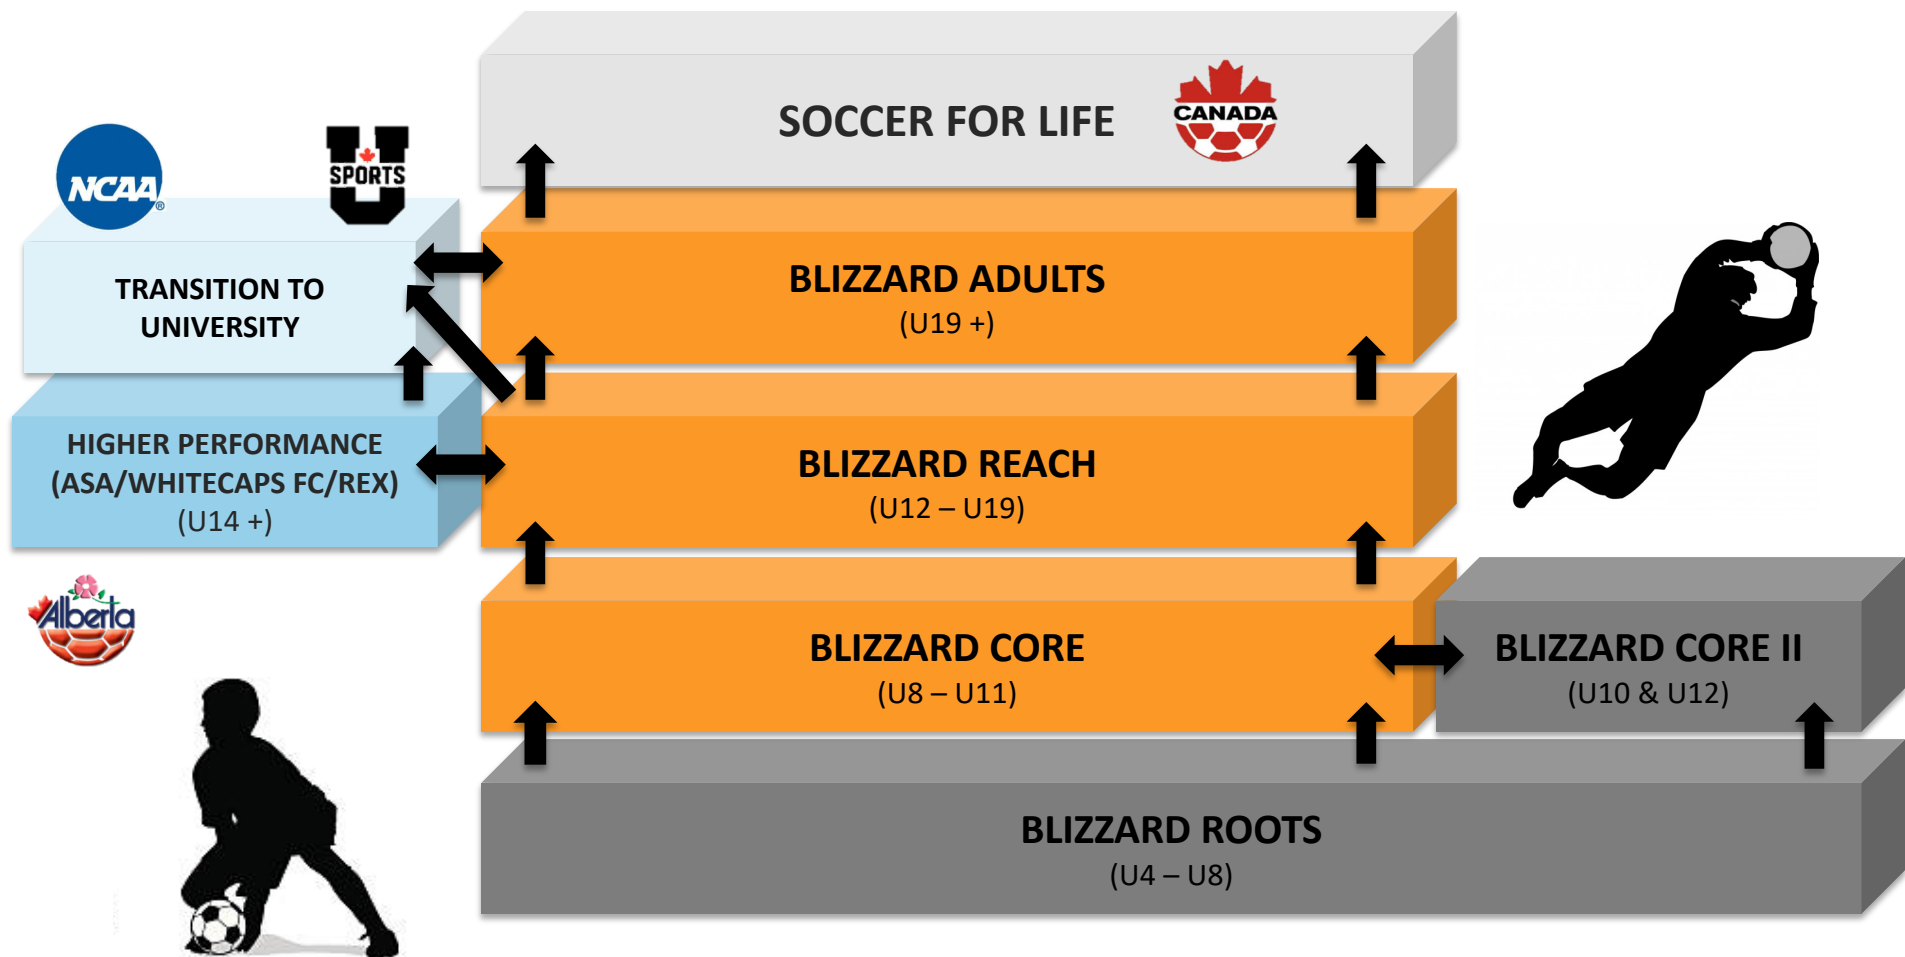 SOCCER FOR LIFE
CANADA
NCAA
®
U
SPORTS
TRANSITION TO
UNIVERSITY
BLIZZARD ADULTS
(U19 +)
HIGHER PERFORMANCE
(ASA/WHITECAPS FC/REX)
(U14 +)
BLIZZARD REACH
(U12 – U19)
Alberta
BLIZZARD CORE
(U8 – U11)
BLIZZARD CORE II
(U10 & U12)
BLIZZARD ROOTS
(U4 – U8)